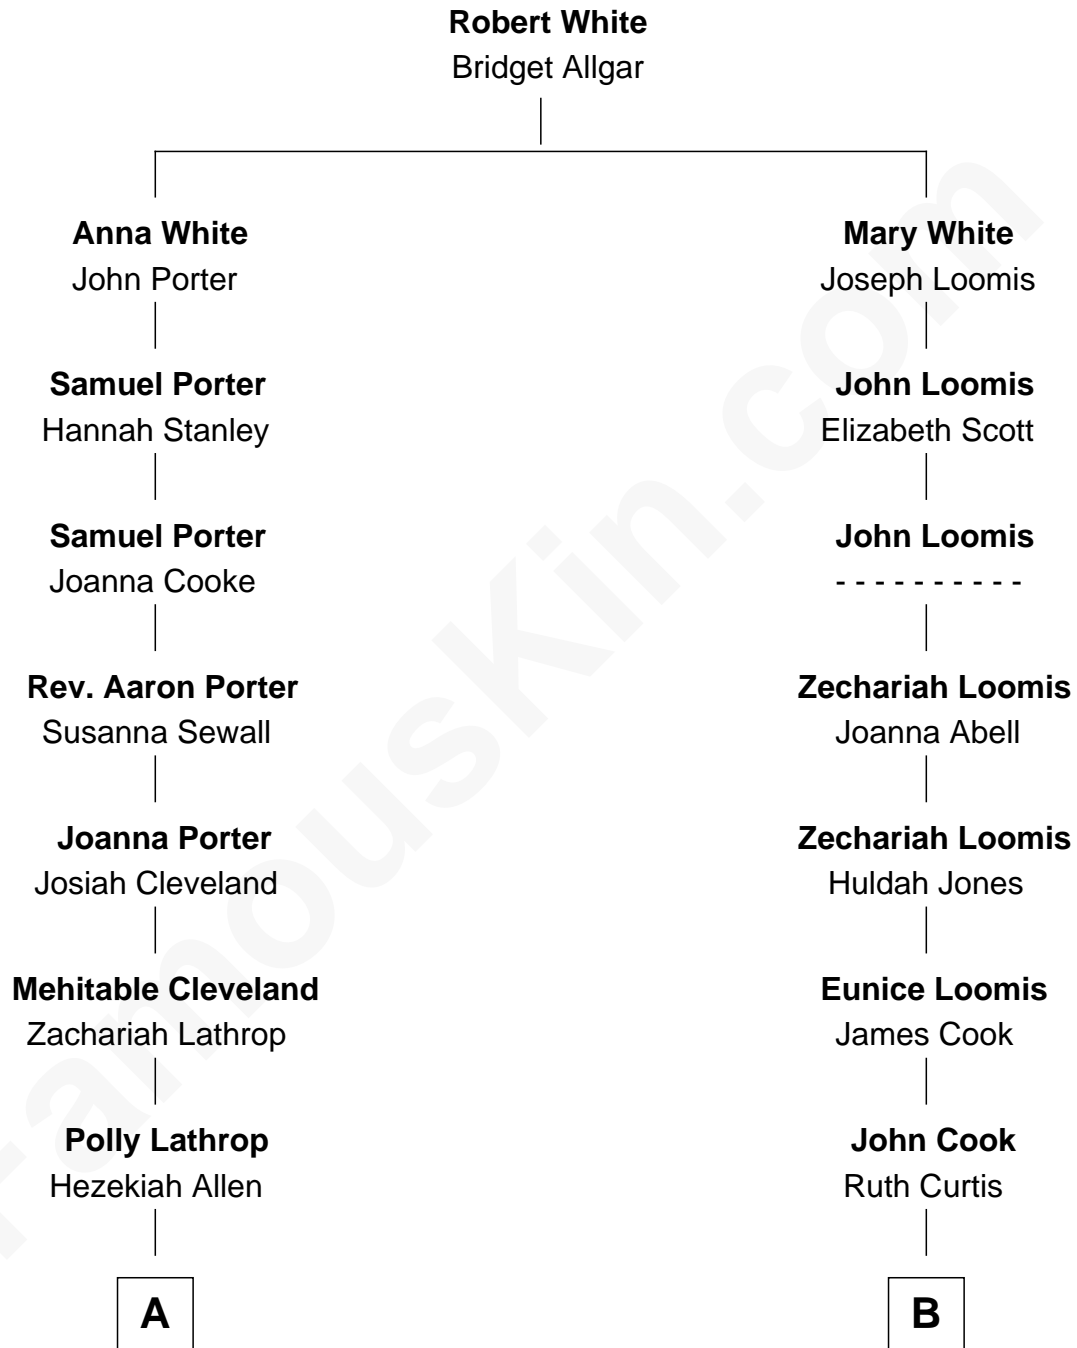 Robert White
Bridget Allgar
Anna White
John Porter
Mary White
Joseph Loomis
Samuel Porter
Hannah Stanley
John Loomis
Elizabeth Scott
Samuel Porter
Joanna Cooke
John Loomis
- - - - - - - - - -
Rev. Aaron Porter
Susanna Sewall
Zechariah Loomis
Joanna Abell
Joanna Porter
Josiah Cleveland
Zechariah Loomis
Huldah Jones
Mehitable Cleveland
Zachariah Lathrop
Eunice Loomis
James Cook
Polly Lathrop
Hezekiah Allen
John Cook
Ruth Curtis
A
B
FamousKin.com